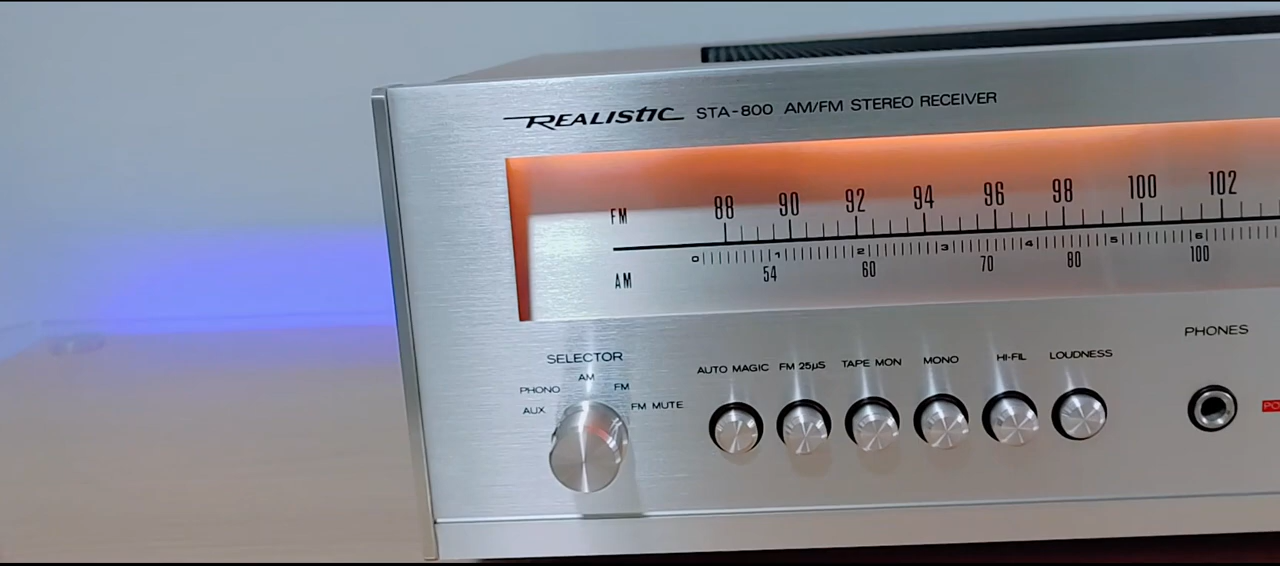 REALISTIC STA-800 AM/FM STEREO RECEIVER
FM 88 90 92 94 96 98 100 102
0 1 2 3 4 5 6
AM 54 60 70 80 100
SELECTOR
AM
PHONO FM
AUX FM MUTE
AUTO MAGIC FM 25µS TAPE MON MONO HI-FIL LOUDNESS
PHONES
PO